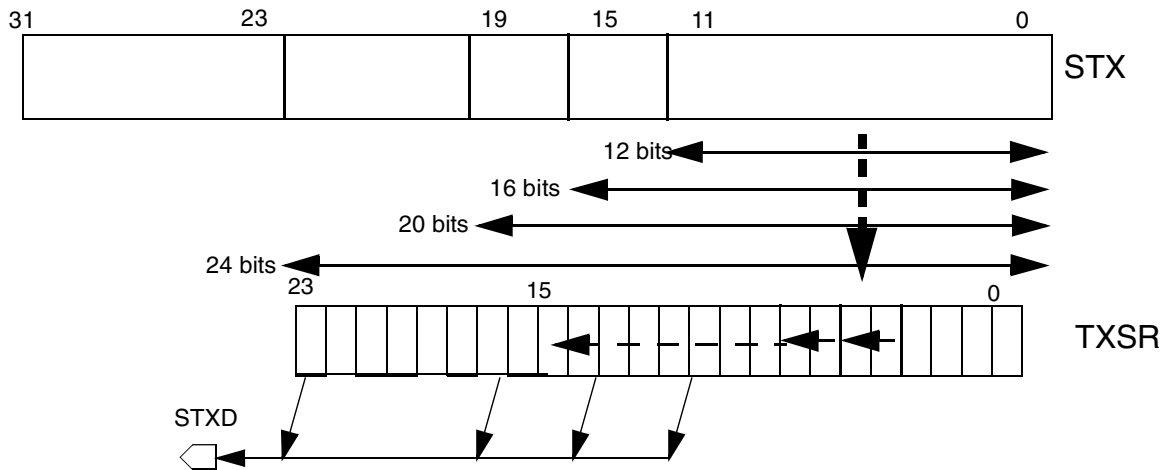 31 23 19 15 11 0
STX
12 bits
16 bits
20 bits
24 bits
23 15 0
TXSR
STXD